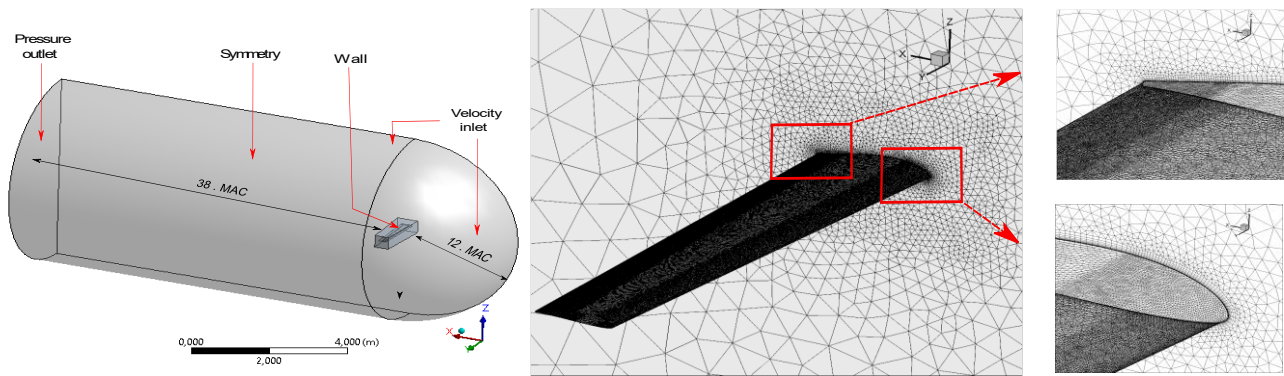 Pressure
outlet
Symmetry
Wall
Velocity
inlet
38 . MAC
12 . MAC
X
Z
Y
0,000
4,000 (m)
2,000
Z
X
Y
Z
X
Z
X